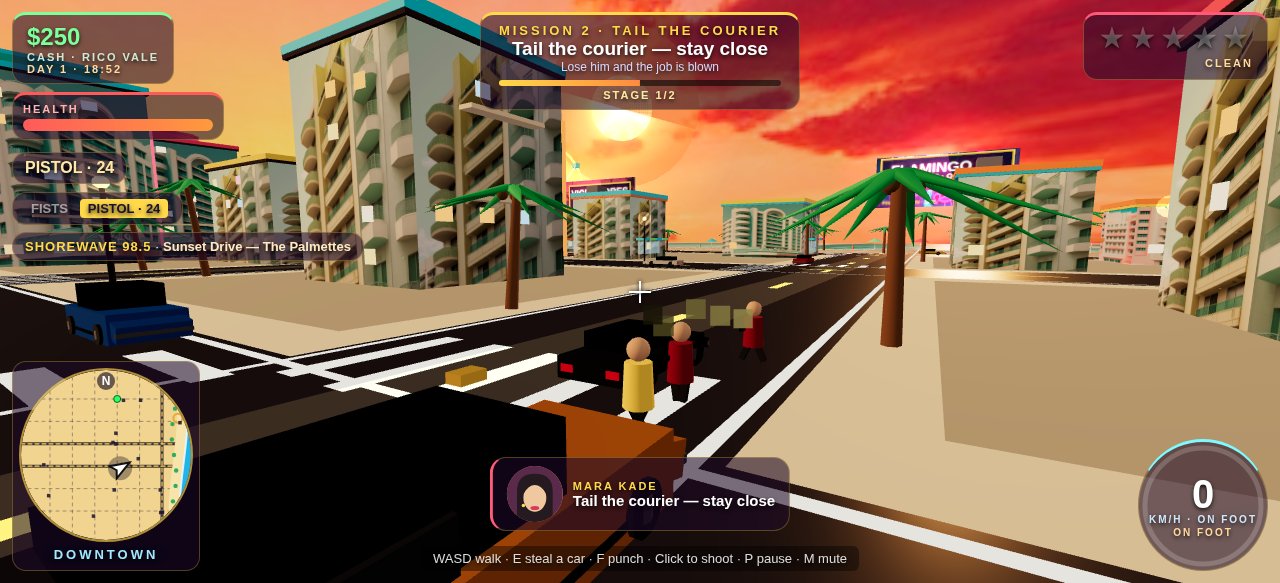 $250
CASH · RICO VALE
DAY 1 · 18:52
HEALTH
PISTOL · 24
FISTS PISTOL · 24
SHOREWAVE 98.5 · Sunset Drive — The Palmettes
MISSION 2 · TAIL THE COURIER
Tail the courier — stay close
Lose him and the job is blown
STAGE 1/2
★★★★★
CLEAN
FLAMINGO
N
DOWNTOWN
MARA KADE
Tail the courier — stay close
WASD walk · E steal a car · F punch · Click to shoot · P pause · M mute
0
KM/H · ON FOOT
ON FOOT